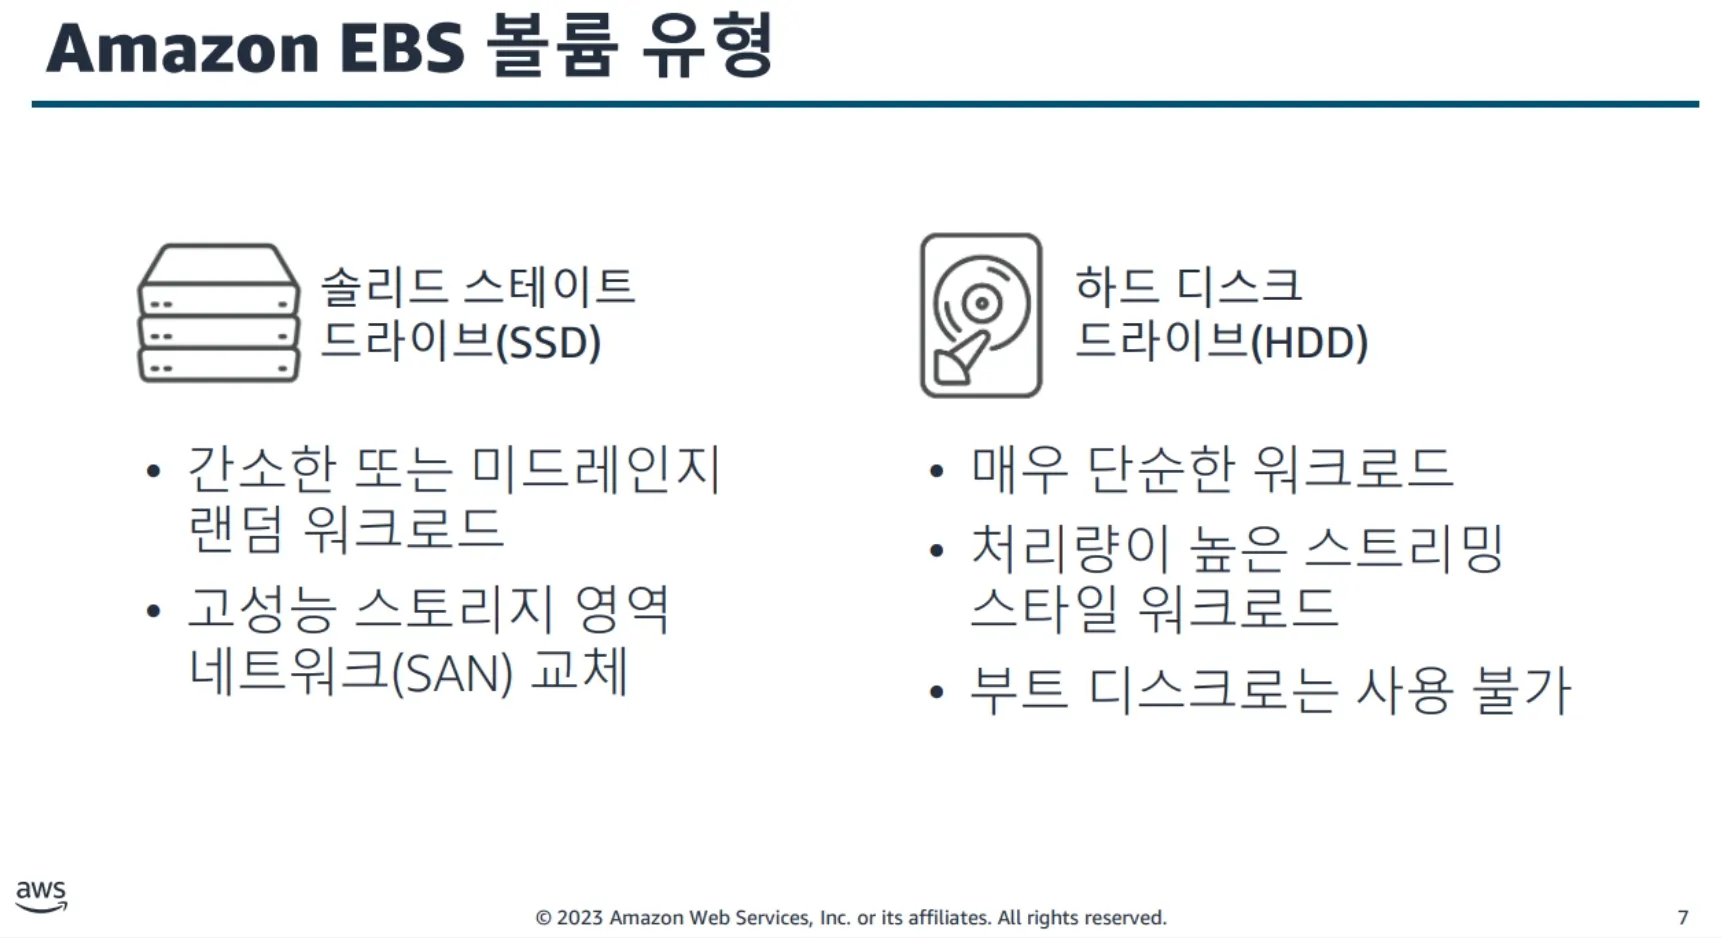 Amazon EBS 볼륨 유형
솔리드 스테이트
드라이브(SSD)
• 간소한 또는 미드레인지
랜덤 워크로드
• 고성능 스토리지 영역
네트워크(SAN) 교체
하드 디스크
드라이브(HDD)
• 매우 단순한 워크로드
• 처리량이 높은 스트리밍
스타일 워크로드
• 부트 디스크로는 사용 불가
aws
© 2023 Amazon Web Services, Inc. or its affiliates. All rights reserved.
7